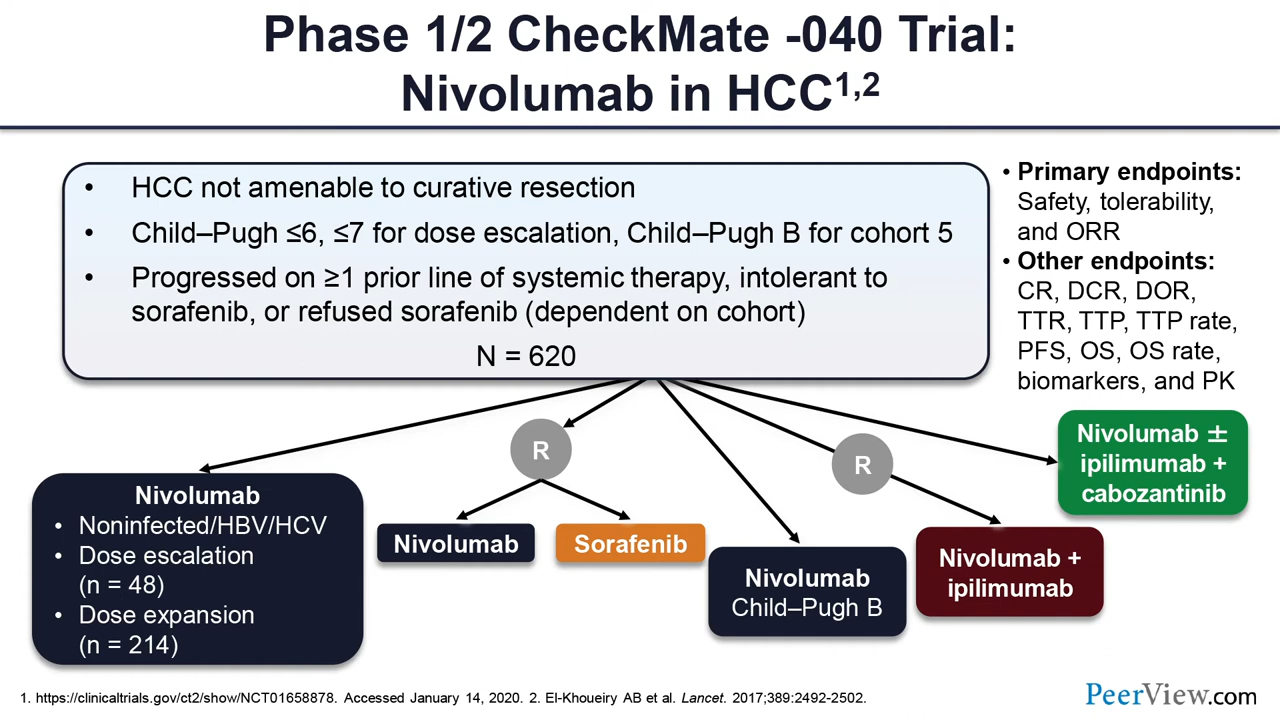 Phase 1/2 CheckMate -040 Trial:
Nivolumab in HCC1,2
• HCC not amenable to curative resection
• Child–Pugh ≤6, ≤7 for dose escalation, Child–Pugh B for cohort 5
• Progressed on ≥1 prior line of systemic therapy, intolerant to
sorafenib, or refused sorafenib (dependent on cohort)
N = 620
• Primary endpoints:
Safety, tolerability,
and ORR
• Other endpoints:
CR, DCR, DOR,
TTR, TTP, TTP rate,
PFS, OS, OS rate,
biomarkers, and PK
Nivolumab
• Noninfected/HBV/HCV
• Dose escalation
(n = 48)
• Dose expansion
(n = 214)
R
Nivolumab
Sorafenib
Nivolumab
Child–Pugh B
R
Nivolumab +
ipilimumab
Nivolumab ±
ipilimumab +
cabozantinib
1. https://clinicaltrials.gov/ct2/show/NCT01658878. Accessed January 14, 2020. 2. El-Khoueiry AB et al. Lancet. 2017;389:2492-2502.
PeerView.com